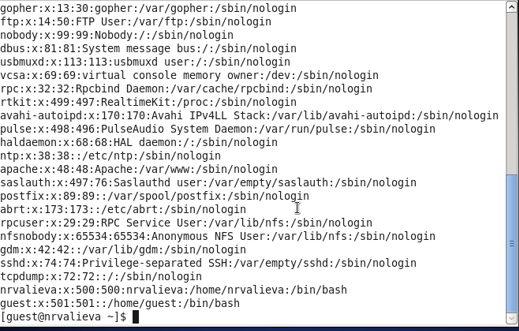 gopher:x:13:30:gopher:/var/gopher:/sbin/nologin
ftp:x:14:50:FTP User:/var/ftp:/sbin/nologin
nobody:x:99:99:Nobody:/:/sbin/nologin
dbus:x:81:81:System message bus:/:/sbin/nologin
usbmuxd:x:113:113:usbmuxd user:/:/sbin/nologin
vcsa:x:69:69:virtual console memory owner:/dev:/sbin/nologin
rpc:x:32:32:Rpcbind Daemon:/var/cache/rpcbind:/sbin/nologin
rtkit:x:499:497:RealtimeKit:/proc:/sbin/nologin
avahi-autoipd:x:170:170:Avahi IPv4LL Stack:/var/lib/avahi-autoipd:/sbin/nologin
pulse:x:498:496:PulseAudio System Daemon:/var/run/pulse:/sbin/nologin
haldaemon:x:68:68:HAL daemon:/:/sbin/nologin
ntp:x:38:38::/etc/ntp:/sbin/nologin
apache:x:48:48:Apache:/var/www:/sbin/nologin
saslauth:x:497:76:Saslauthd user:/var/empty/saslauth:/sbin/nologin
postfix:x:89:89::/var/spool/postfix:/sbin/nologin
abrt:x:173:173::/etc/abrt:/sbin/nologin
rpcuser:x:29:29:RPC Service User:/var/lib/nfs:/sbin/nologin
nfsnobody:x:65534:65534:Anonymous NFS User:/var/lib/nfs:/sbin/nologin
gdm:x:42:42::/var/lib/gdm:/sbin/nologin
sshd:x:74:74:Privilege-separated SSH:/var/empty/sshd:/sbin/nologin
tcpdump:x:72:72::/:/sbin/nologin
nrvalieva:x:500:500:nrvalieva:/home/nrvalieva:/bin/bash
guest:x:501:501::/home/guest:/bin/bash
[guest@nrvalieva ~]$